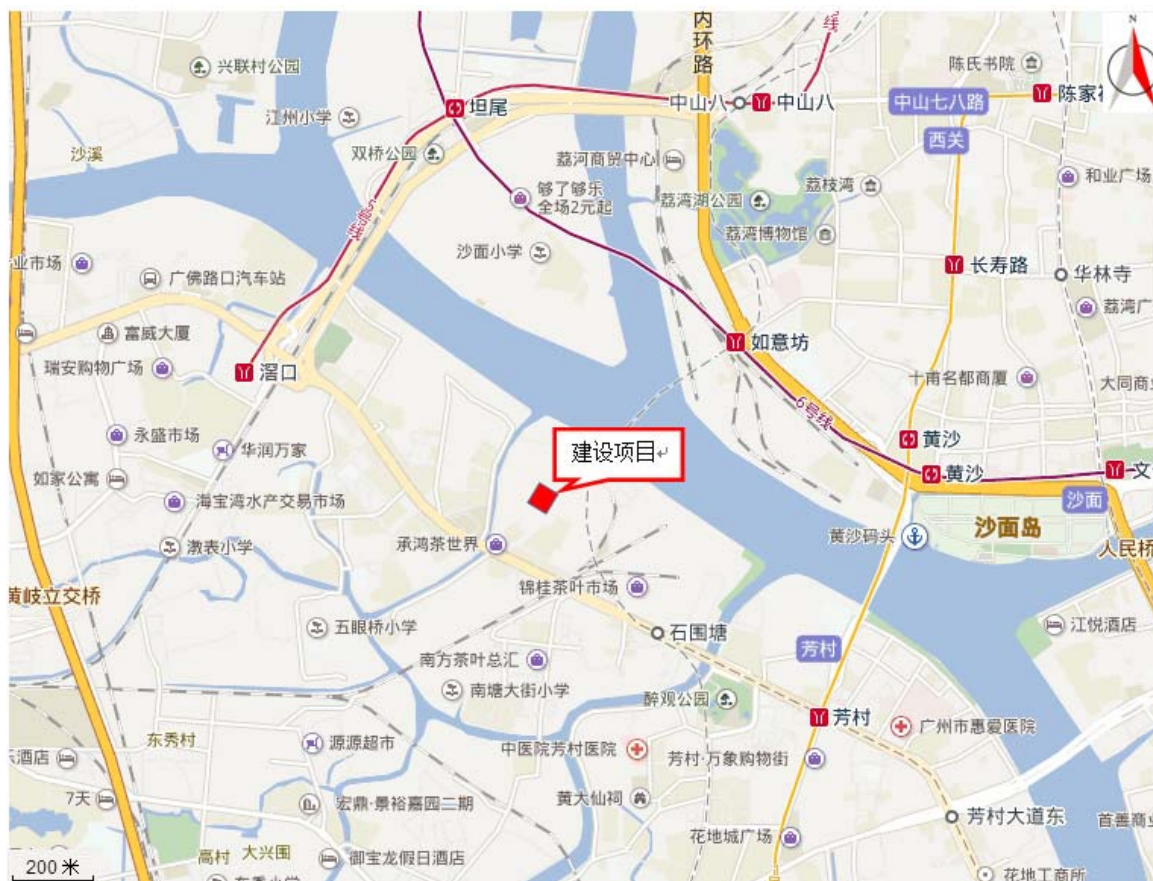 内环路
N
兴联村公园
陈氏书院
坦尾
中山八
中山八
中山七八路
陈家
江州小学
西关
沙溪
双桥公园
荔河商贸中心
和业广场
够了够乐
全场2元起
荔枝湾
荔湾湖公园
5号线
荔湾博物馆
沙面小学
业市场
广佛路口汽车站
长寿路
华林寺
荔湾广
富威大厦
如意坊
瑞安购物广场
滘口
十甫名都商厦
大同商业
6号线
永盛市场
华润万家
建设项目
黄沙
黄沙
文
如家公寓
海宝湾水产交易市场
沙面
沙面岛
黄沙码头
人民桥
漖表小学
承鸿茶世界
锦桂茶叶市场
黄岐立交桥
五眼桥小学
石围塘
江悦酒店
芳村
南方茶叶总汇
南塘大街小学
醉观公园
芳村
广州市惠爱医院
东秀村
源源超市
中医院芳村医院
芳村·万象购物街
乐酒店
7天
宏鼎·景裕嘉园二期
黄大仙祠
芳村大道东
首善商业
花地城广场
高村
大兴围
御宝龙假日酒店
200 米
东秀小学
花地工商所